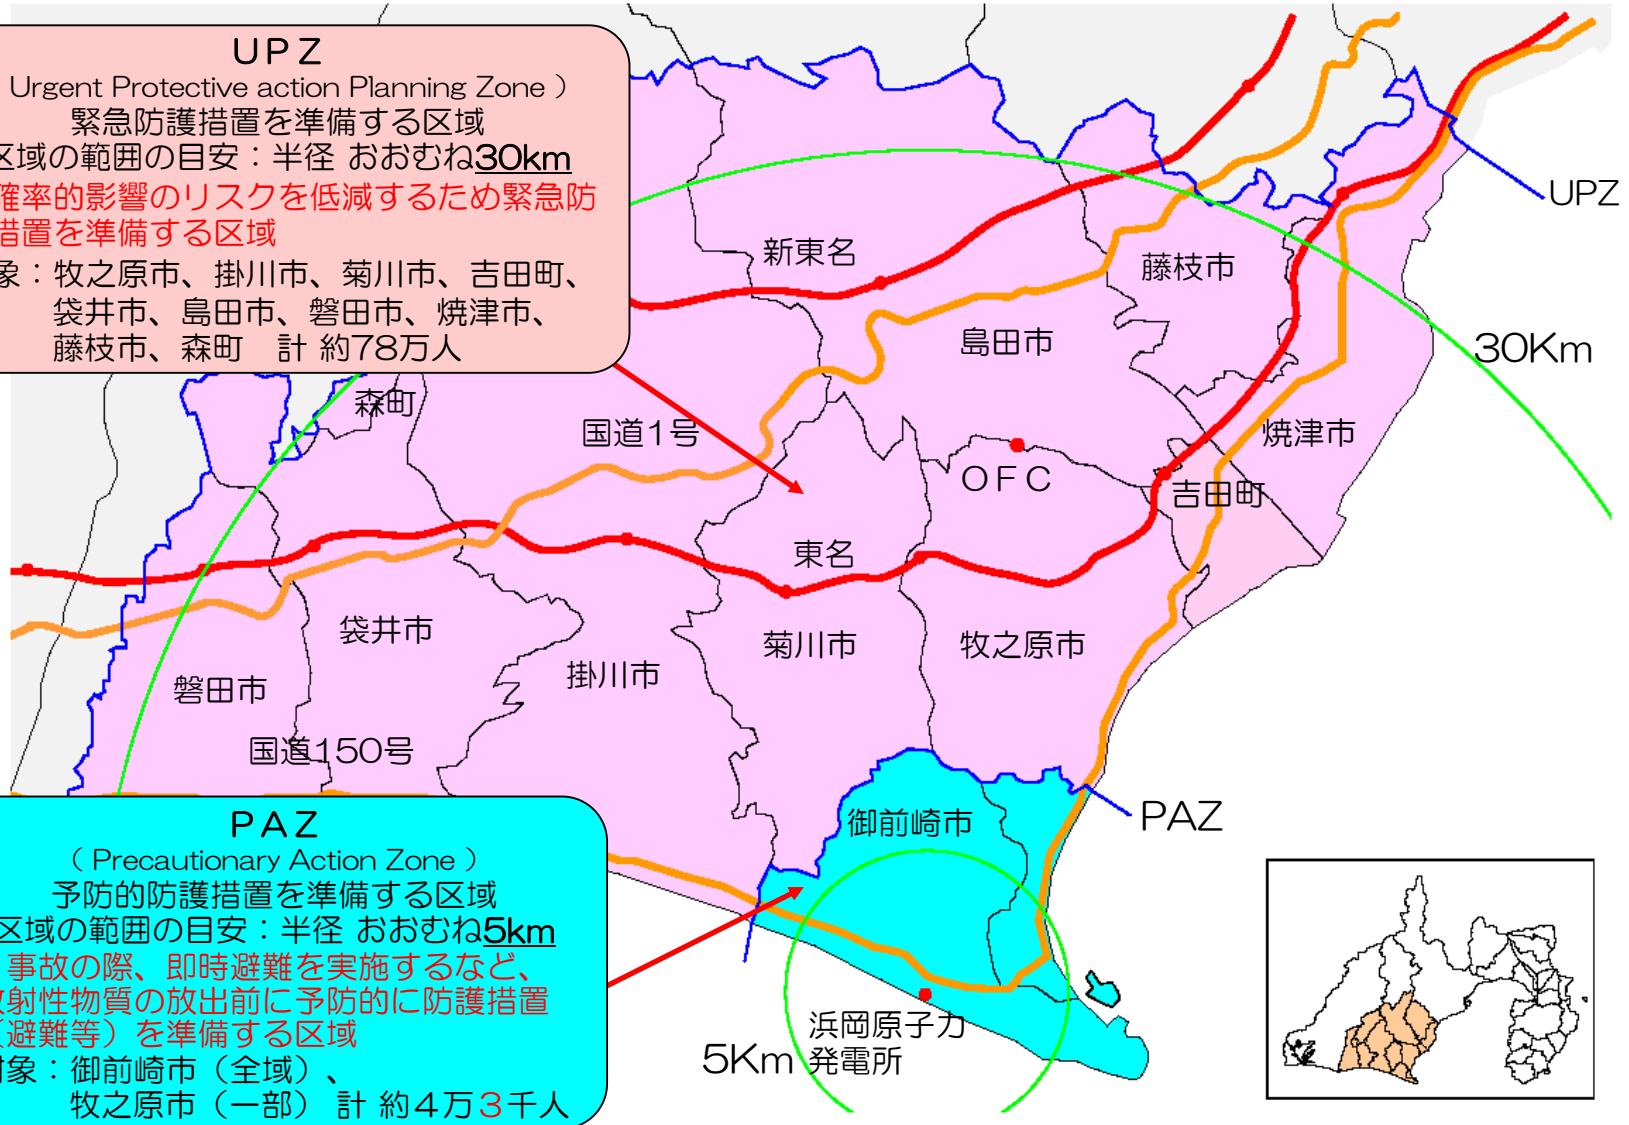 UPZ
Urgent Protective action Planning Zone）
緊急防護措置を準備する区域
区域の範囲の目安：半径 おおむね30km
確率的影響のリスクを低減するため緊急防
措置を準備する区域
象：牧之原市、掛川市、菊川市、吉田町、
袋井市、島田市、磐田市、焼津市、
藤枝市、森町　計 約78万人
UPZ
新東名
藤枝市
島田市
30Km
森町
国道1号
焼津市
OFC
吉田町
東名
袋井市
菊川市
牧之原市
掛川市
磐田市
国道150号
PAZ
（Precautionary Action Zone）
予防的防護措置を準備する区域
区域の範囲の目安：半径 おおむね5km
事故の際、即時避難を実施するなど、
放射性物質の放出前に予防的に防護措置
（避難等）を準備する区域
対象：御前崎市（全域）、
牧之原市（一部） 計 約４万３千人
御前崎市
PAZ
浜岡原子力
発電所
5Km